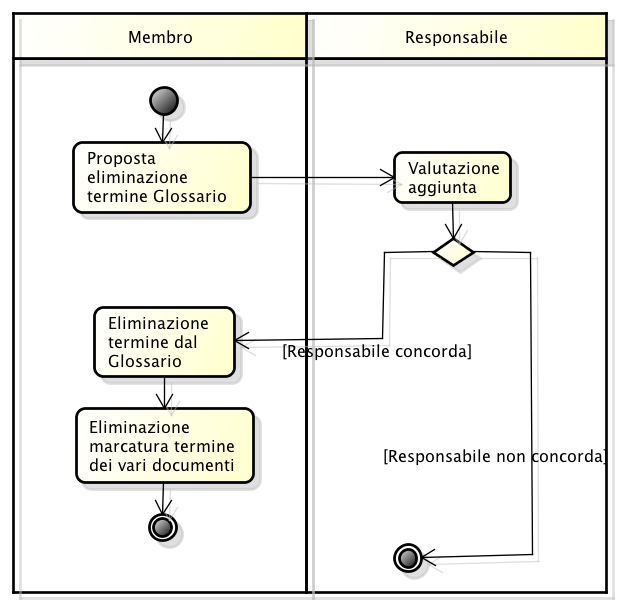 Membro
Responsabile
Proposta
eliminazione
termine Glossario
Valutazione
aggiunta
Eliminazione
termine dal
Glossario
[Responsabile concorda]
Eliminazione
marcatura termine
dei vari documenti
[Responsabile non concorda]